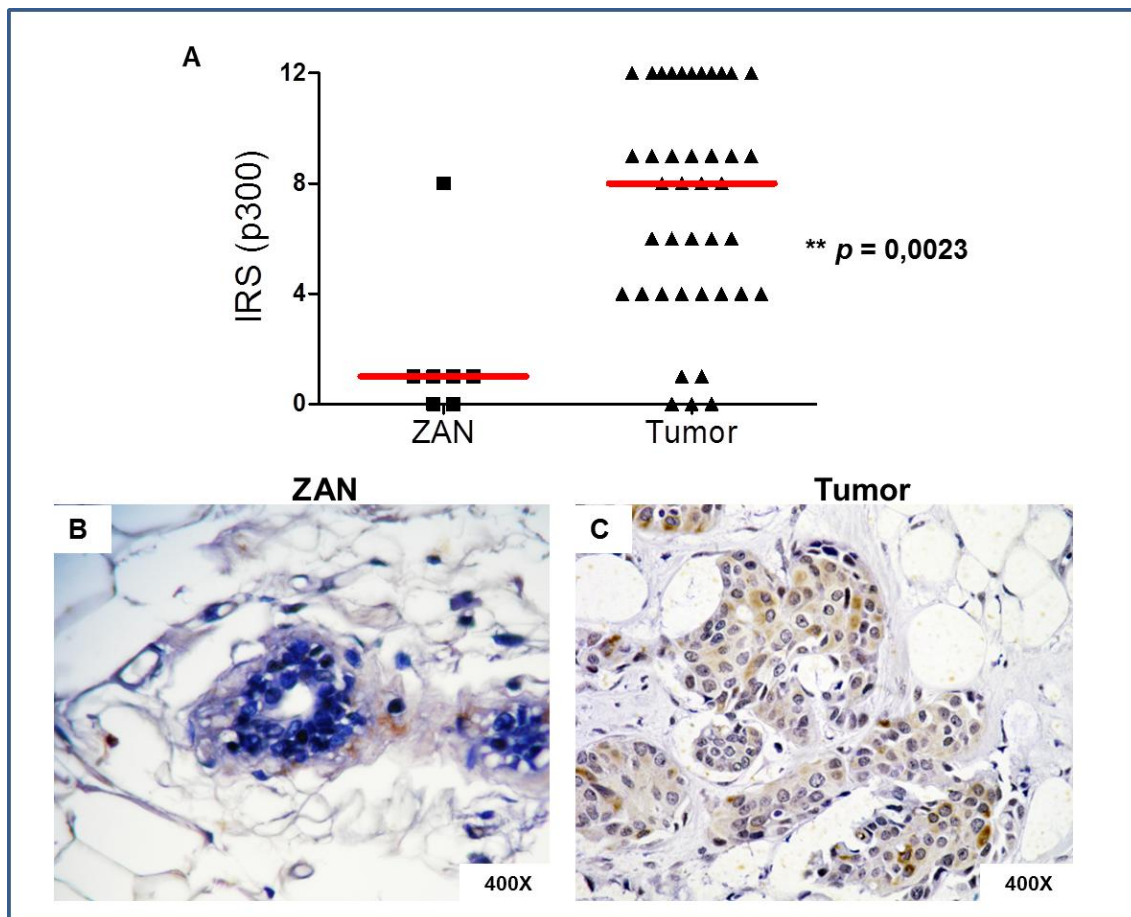 A
12
8
4
0
IRS (p300)
ZAN
Tumor
** p = 0,0023
ZAN
Tumor
B
C
400X
400X